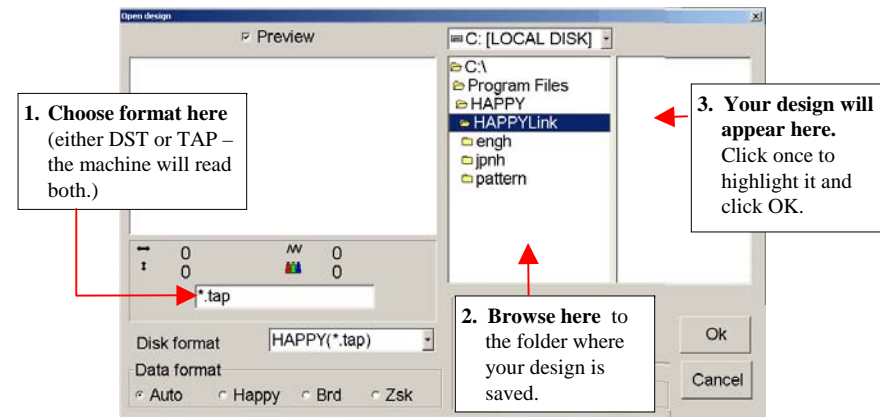 Open design
Preview
C: [LOCAL DISK]
C:\
Program Files
HAPPY
HAPPYLink
engh
jpnh
pattern
1. Choose format here
(either DST or TAP –
the machine will read
both.)
3. Your design will
appear here.
Click once to
highlight it and
click OK.
0 0
0 0
*.tap
2. Browse here to
the folder where
your design is
saved.
Disk format HAPPY(*.tap)
Ok
Data format
Auto Happy Brd Zsk
Cancel